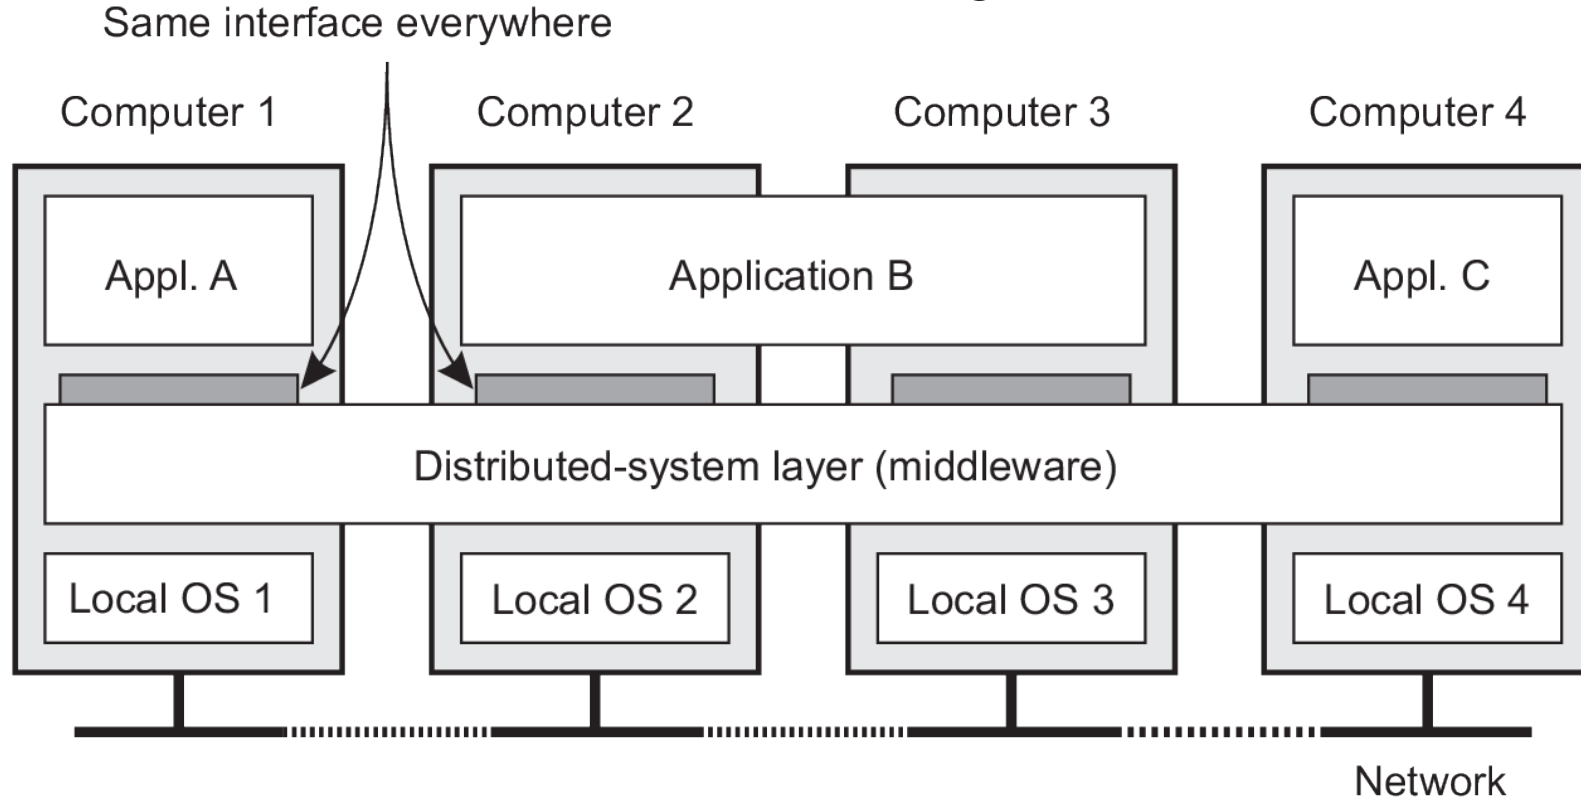 Same interface everywhere
Computer 1
Computer 2
Computer 3
Computer 4
Appl. A
Application B
Appl. C
Distributed-system layer (middleware)
Local OS 1
Local OS 2
Local OS 3
Local OS 4
Network